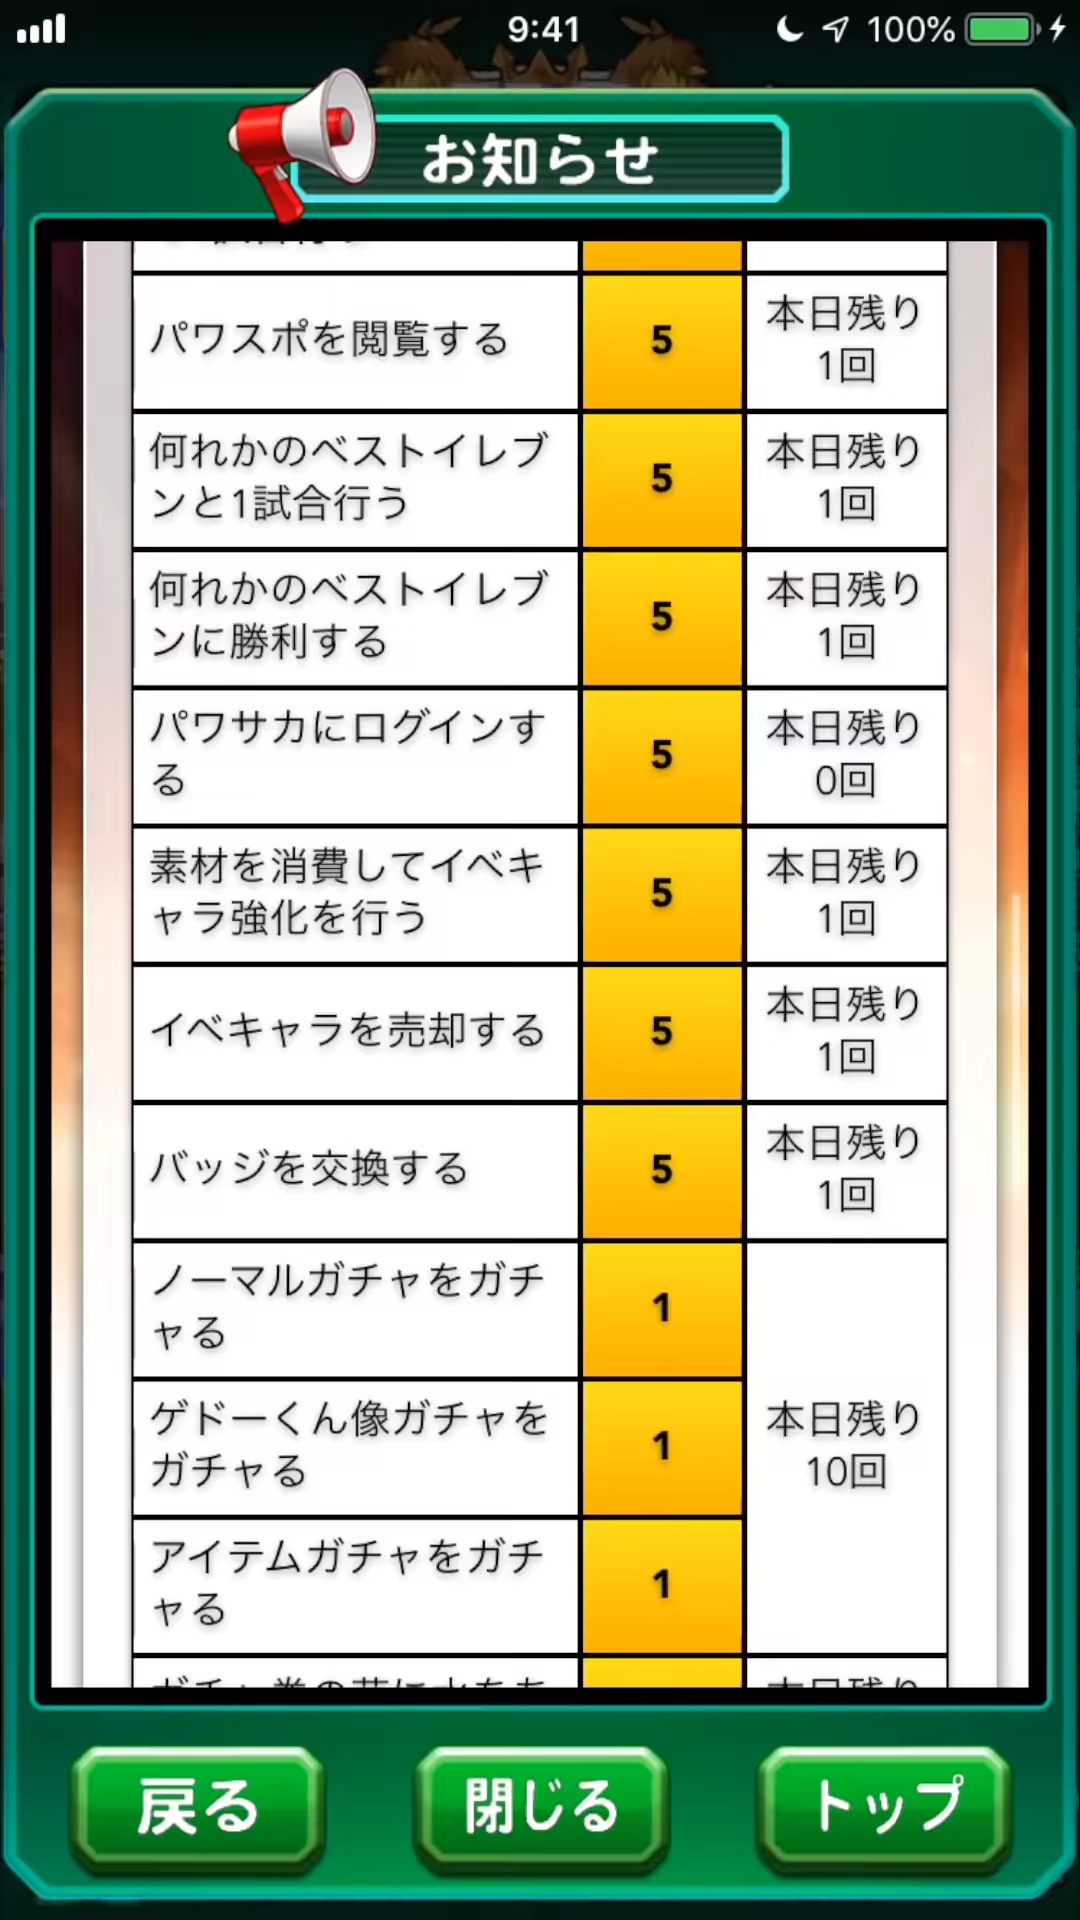 9:41
100%
お知らせ
パワスポを閲覧する
5
本日残り
1回
何れかのベストイレブ
ンと1試合行う
5
本日残り
1回
何れかのベストイレブ
ンに勝利する
5
本日残り
1回
パワサカにログインす
る
5
本日残り
0回
素材を消費してイベキ
ャラ強化を行う
5
本日残り
1回
イベキャラを売却する
5
本日残り
1回
バッジを交換する
5
本日残り
1回
ノーマルガチャをガチ
ャる
1
ゲドーくん像ガチャを
ガチャる
1
本日残り
10回
アイテムガチャをガチ
ャる
1
本日残り
戻る
閉じる
トップ